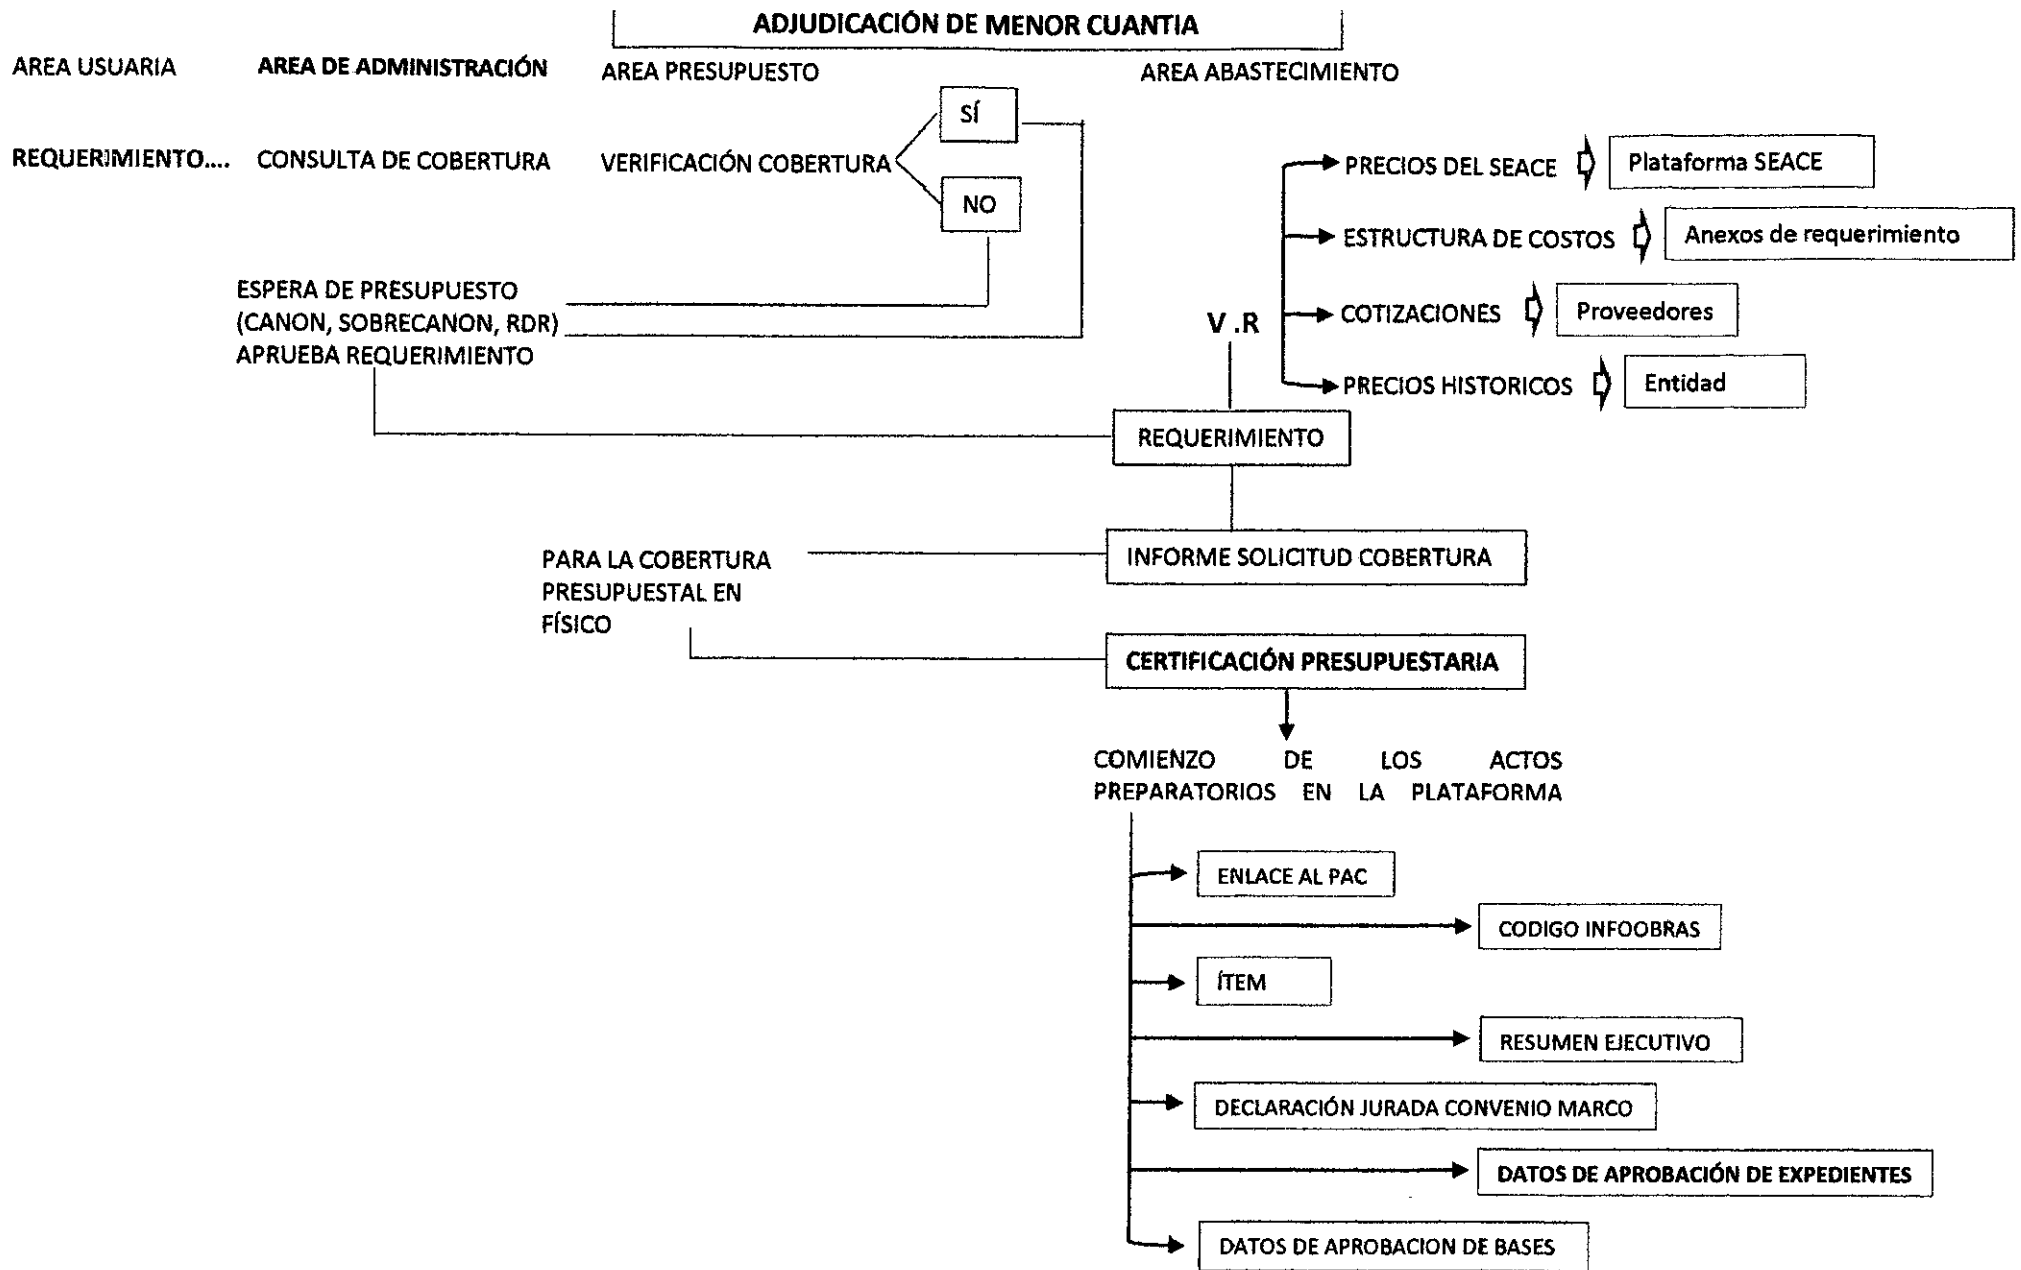 ADJUDICACIÓN DE MENOR CUANTIA
AREA USUARIA
AREA DE ADMINISTRACIÓN
AREA PRESUPUESTO
AREA ABASTECIMIENTO
SÍ
REQUERIMIENTO....
CONSULTA DE COBERTURA
VERIFICACIÓN COBERTURA
NO
PRECIOS DEL SEACE
Plataforma SEACE
ESTRUCTURA DE COSTOS
Anexos de requerimiento
ESPERA DE PRESUPUESTO
(CANON, SOBRECANON, RDR)
APRUEBA REQUERIMIENTO
V .R
COTIZACIONES
Proveedores
PRECIOS HISTORICOS
Entidad
REQUERIMIENTO
INFORME SOLICITUD COBERTURA
PARA LA COBERTURA
PRESUPUESTAL EN
FÍSICO
CERTIFICACIÓN PRESUPUESTARIA
COMIENZO DE LOS ACTOS
PREPARATORIOS EN LA PLATAFORMA
ENLACE AL PAC
CODIGO INFOOBRAS
ÍTEM
RESUMEN EJECUTIVO
DECLARACIÓN JURADA CONVENIO MARCO
DATOS DE APROBACIÓN DE EXPEDIENTES
DATOS DE APROBACION DE BASES